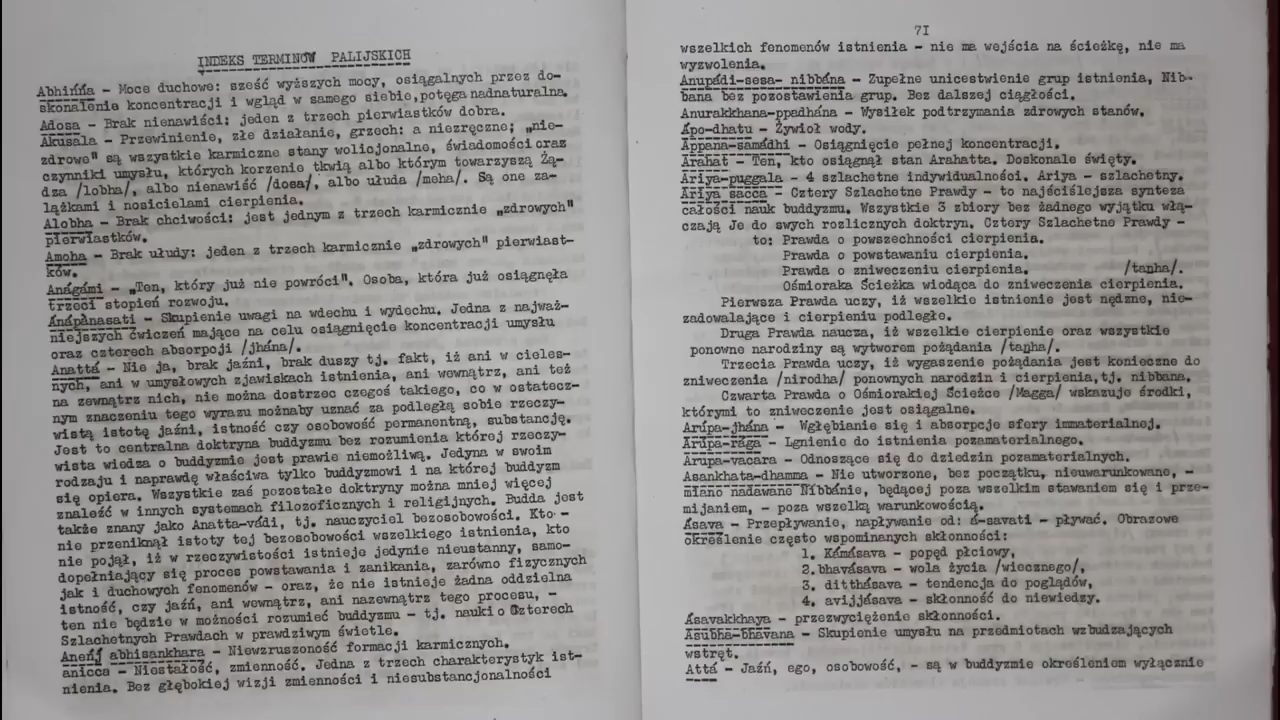 INDEKS TERMINÓW PALIJSKICH
Abhińńa - Moce duchowe: sześć wyższych mocy, osiągalnych przez do-
skonalenie koncentracji i wgląd w samego siebie,potęga nadnaturalna.
Adosa - Brak nienawiści: jeden z trzech pierwiastków dobra.
Akusala - Przewinienie, złe działanie, grzech: a niezręczne; „nie-
zdrowe" są wszystkie karmiczne stany wolicjonalne, świadomości oraz
czynniki umysłu, których korzenie tkwią albo którym towarzyszą Żą-
dza /lobha/, albo nienawiść /dosa/, albo ułuda /meha/. Są one za-
lążkami i nosicielami cierpienia.
Alobha - Brak chciwości: jest jednym z trzech karmicznie „zdrowych"
pierwiastków.
Amoha - Brak ułudy: jeden z trzech karmicznie „zdrowych" pierwiast-
ków.
Anágámi - „Ten, który już nie powróci". Osoba, która już osiągnęła
trzeci stopień rozwoju.
Ánápánasati - Skupienie uwagi na wdechu i wydechu. Jedna z najważ-
niejszych ćwiczeń mające na celu osiągnięcie koncentracji umysłu
oraz czterech absorpcji /jhána/.
Anattá - Nie ja, brak jaźni, brak duszy tj. fakt, iż ani w cieles-
nych, ani w umysłowych zjawiskach istnienia, ani wewnątrz, ani też
na zewnątrz nich, nie można dostrzec czegoś takiego, co w ostatecz-
nym znaczeniu tego wyrazu możnaby uznać za podległą sobie rzeczy-
wistą istotę jaźni, istność czy osobowość permanentną, substancję.
Jest to centralna doktryna buddyzmu bez rozumienia której rzeczy-
wista wiedza o buddyzmie jest prawie niemożliwą. Jedyna w swoim
rodzaju i naprawdę właściwa tylko buddyzmowi i na której buddyzm
się opiera. Wszystkie zaś pozostałe doktryny można mniej więcej
znaleźć w innych systemach filozoficznych i religijnych. Budda jest
także znany jako Anatta-vádi, tj. nauczyciel bezosobowości. Kto -
nie przeniknął istoty tej bezosobowości wszelkiego istnienia, kto
nie pojął, iż w rzeczywistości istnieje jedynie nieustanny, samo-
dopełniający się proces powstawania i zanikania, zarówno fizycznych
jak i duchowych fenomenów - oraz, że nie istnieje żadna oddzielna
istność, czy jaźń, ani wewnątrz, ani nazewnątrz tego procesu, -
ten nie będzie w możności rozumieć buddyzmu - tj. nauki o Czterech
Szlachetnych Prawdach w prawdziwym świetle.
abhisankhara - Niewzruszoność formacji karmicznych.
anicca - Niestałość, zmienność. Jedna z trzech charakterystyk ist-
nienia. Bez głębokiej wizji zmienności i niesubstancjonalności
71
wszelkich fenomenów istnienia - nie ma wejścia na ścieżkę, nie ma
wyzwolenia.
Anupádi-sesa- nibbána - Zupełne unicestwienie grup istnienia, Nib-
bana bez pozostawienia grup. Bez dalszej ciągłości.
Anurakkhana-ppadhána - Wysiłek podtrzymania zdrowych stanów.
Ápo-dhatu - Żywioł wody.
Áppana-samádhi - Osiągnięcie pełnej koncentracji.
Arahat - Ten, kto osiągnął stan Arahatta. Doskonale święty.
Ariya-puggala - 4 szlachetne indywidualności. Ariya - szlachetny.
Ariya sacca - Cztery Szlachetne Prawdy - to najściślejsza synteza
całości nauk buddyzmu. Wszystkie 3 zbiory bez żadnego wyjątku włą-
czają Je do swych rozlicznych doktryn. Cztery Szlachetne Prawdy -
to: Prawda o powszechności cierpienia.
Prawda o powstawaniu cierpienia.
Prawda o zniweczeniu cierpienia. /tanha/.
Ośmioraka Ścieżka wiodąca do zniweczenia cierpienia.
Pierwsza Prawda uczy, iż wszelkie istnienie jest nędzne, nie-
zadowalające i cierpieniu podległe.
Druga Prawda naucza, iż wszelkie cierpienie oraz wszystkie
ponowne narodziny są wytworem pożądania /tanha/.
Trzecia Prawda uczy, iż wygaszenie pożądania jest konieczne do
zniweczenia /nirodha/ ponownych narodzin i cierpienia,tj. nibbana.
Czwarta Prawda o Ośmiorakiej Ścieżce /Magga/ wskazuje środki,
którymi to zniweczenie jest osiągalne.
Arúpa-jhána - Wgłębianie się i absorpcje sfery immaterialnej.
Arúpa-rága - Lgnienie do istnienia pozamaterialnego.
Arupa-vacara - Odnoszące się do dziedzin pozamaterialnych.
Asankhata-dhamma - Nie utworzone, bez początku, nieuwarunkowane, -
miano nadawane Nibbánie, będącej poza wszelkim stawaniem się i prze-
mijaniem, - poza wszelką warunkowością.
Ásava - Przepływanie, napływanie od: á-savati - pływać. Obrazowe
określenie często wspominanych skłonności:
1. Kámásava - popęd płciowy,
2. bhavásava - wola życia /wiecznego/,
3. ditthásava - tendencja do poglądów,
4. avijjásava - skłonność do niewiedzy.
Ásavakkhaya - przezwyciężenie skłonności.
Asubha-bhávana - Skupienie umysłu na przedmiotach wzbudzających
wstręt.
Attá - Jaźń, ego, osobowość, - są w buddyzmie określeniem wyłącznie